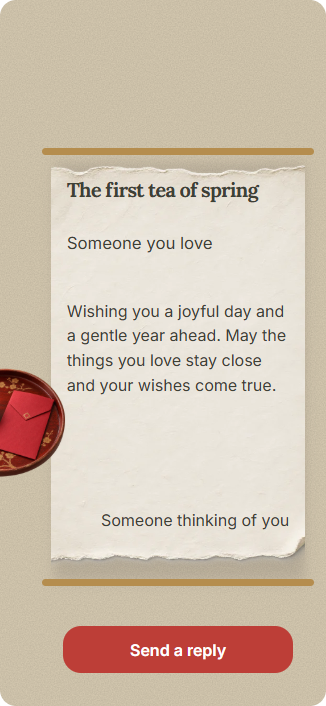 The first tea of spring
Someone you love
Wishing you a joyful day and
a gentle year ahead. May the
things you love stay close
and your wishes come true.
Someone thinking of you
Send a reply